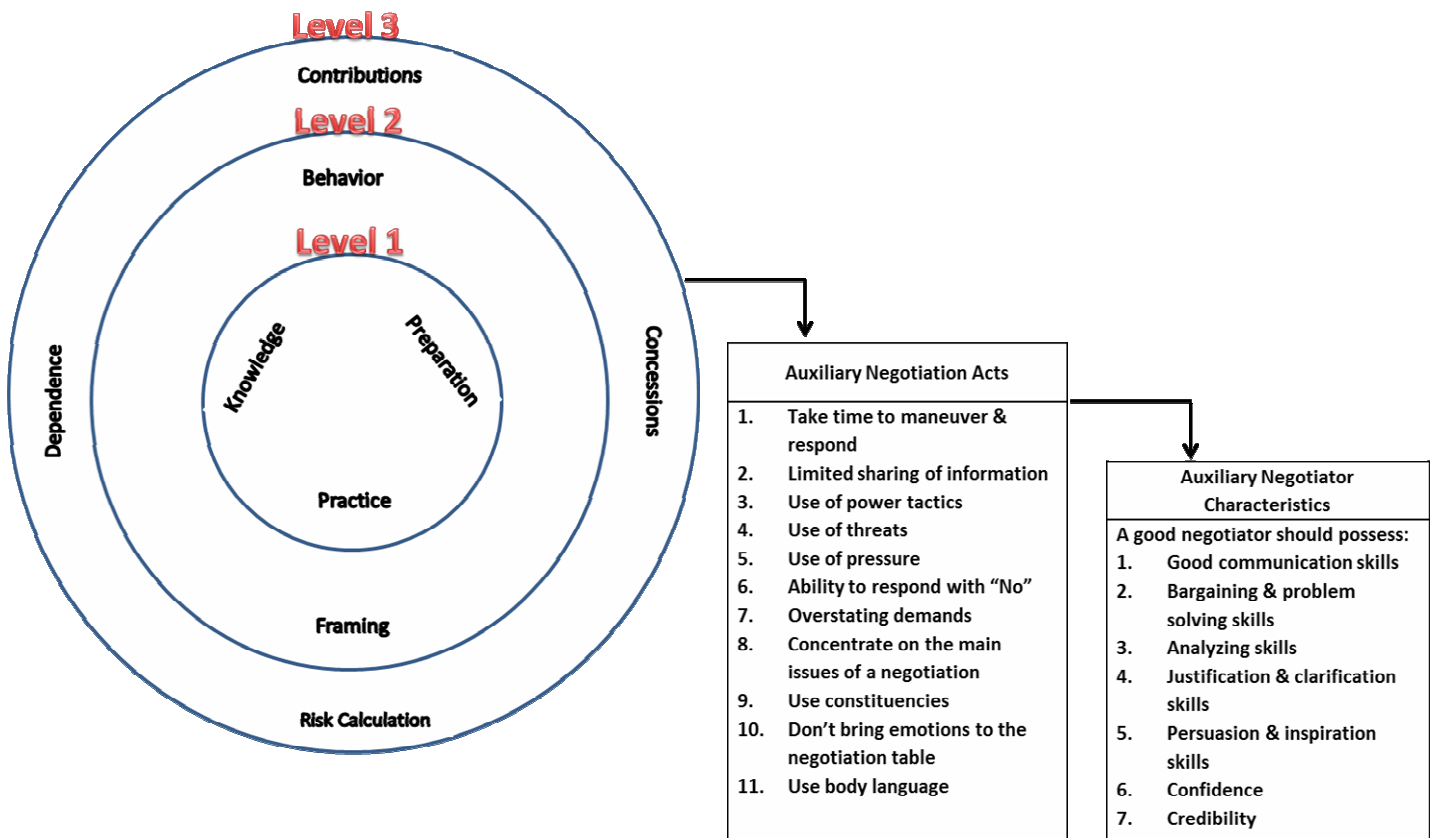 Level 3
Contributions
Level 2
Behavior
Level 1
Knowledge
Preparation
Dependence
Concessions
Practice
Framing
Risk Calculation
Auxiliary Negotiation Acts
1. Take time to maneuver &
respond
2. Limited sharing of information
3. Use of power tactics
4. Use of threats
5. Use of pressure
6. Ability to respond with “No”
7. Overstating demands
8. Concentrate on the main
issues of a negotiation
9. Use constituencies
10. Don’t bring emotions to the
negotiation table
11. Use body language
Auxiliary Negotiator
Characteristics
A good negotiator should possess:
1. Good communication skills
2. Bargaining & problem
solving skills
3. Analyzing skills
4. Justification & clarification
skills
5. Persuasion & inspiration
skills
6. Confidence
7. Credibility